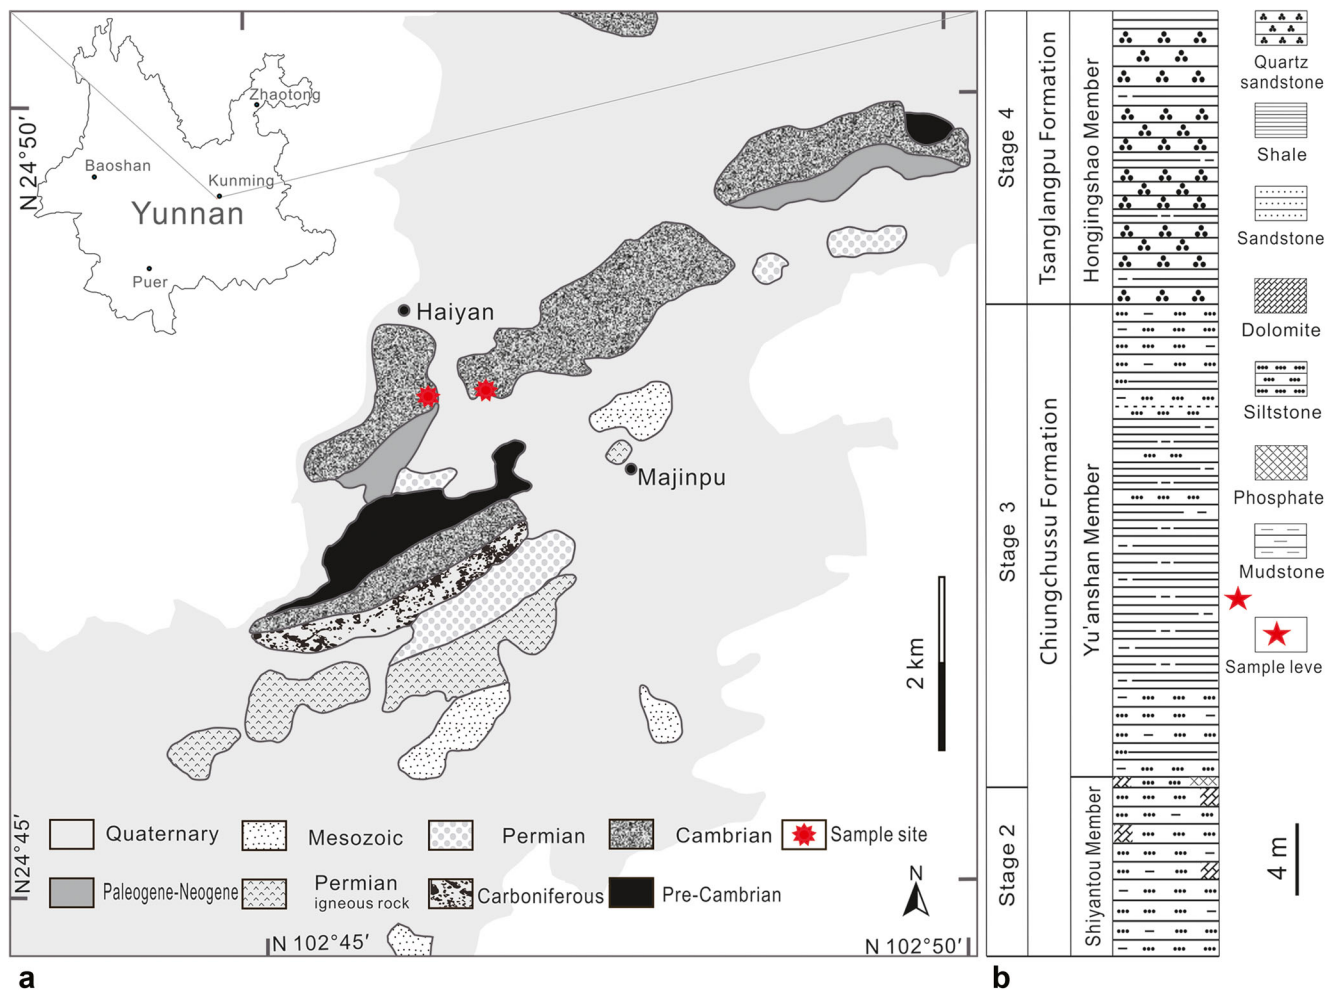 N 24°50′
Zhaotong
Baoshan
Kunming
Yunnan
Puer
Haiyan
Majinpu
2 km
N24°45′
Quaternary
Mesozoic
Permian
Cambrian
Sample site
Paleogene-Neogene
Permian
igneous rock
Carboniferous
Pre-Cambrian
N
N 102°45′
N 102°50′
a
Stage 4
Tsanglangpu Formation
Hongjingshao Member
Stage 3
Chiungchussu Formation
Yu'anshan Member
Stage 2
Shiyantou Member
Quartz
sandstone
Shale
Sandstone
Dolomite
Siltstone
Phosphate
Mudstone
Sample leve
4 m
b